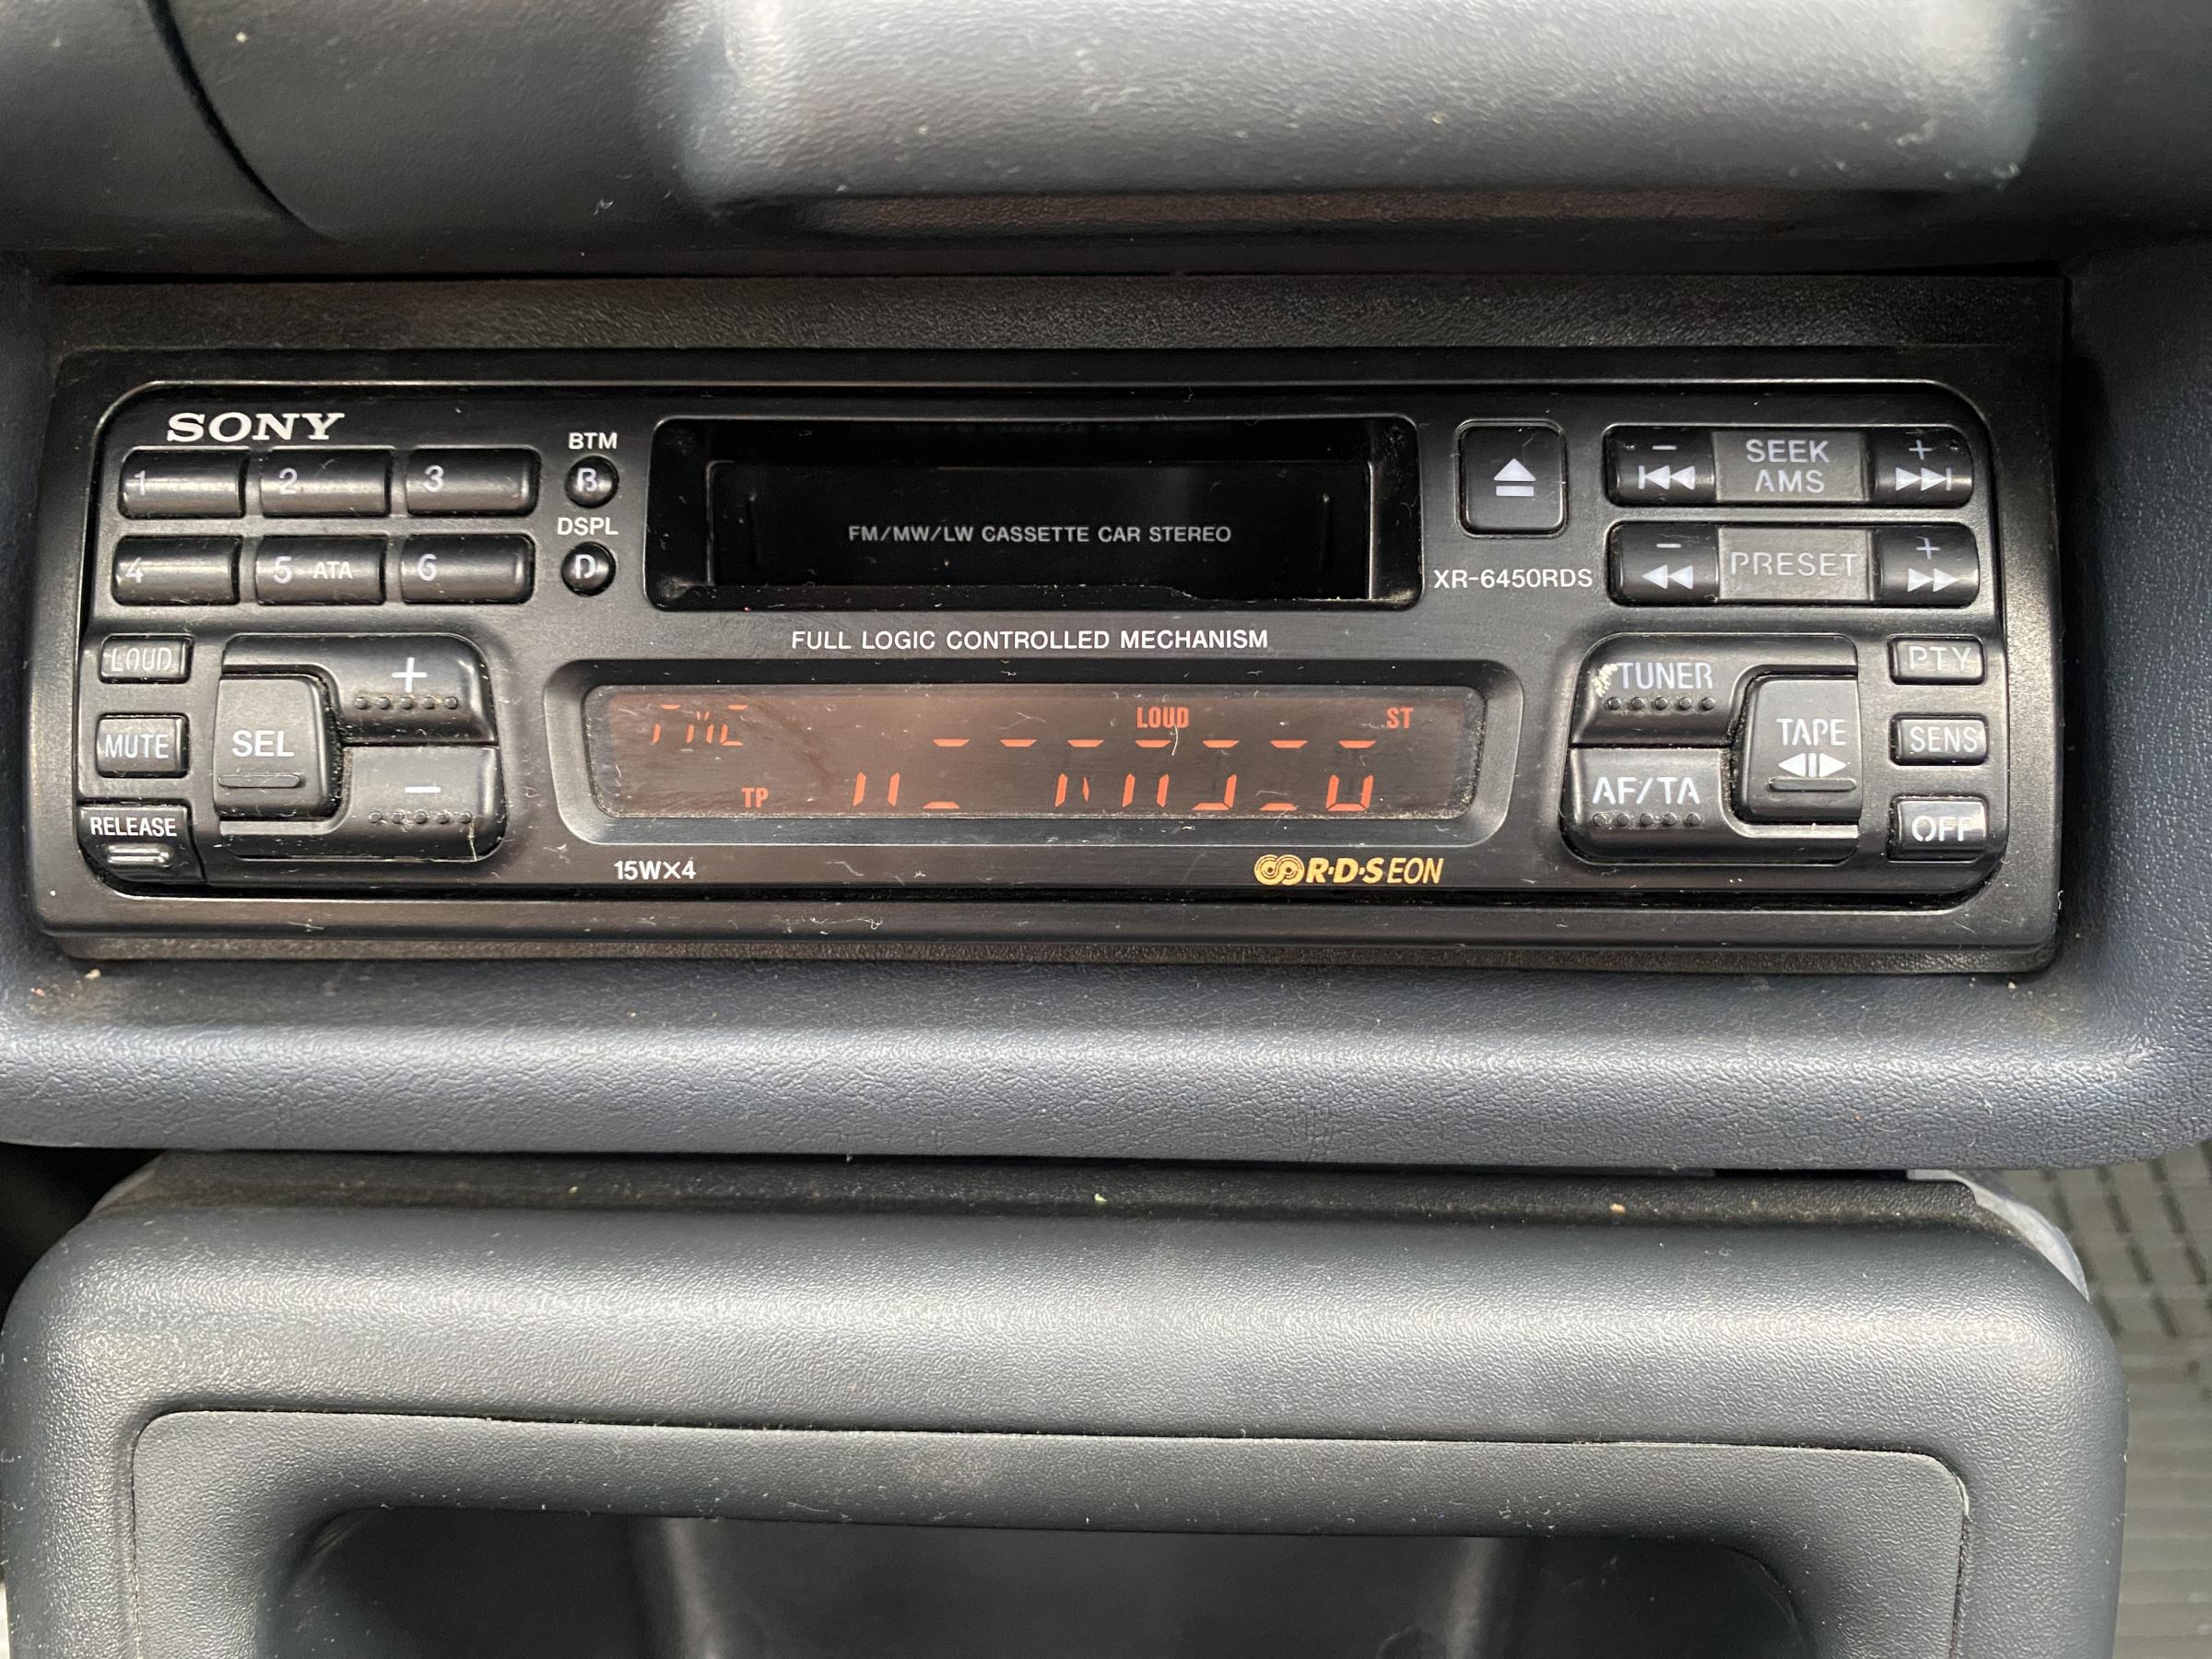 SONY
1 2 3
BTM
B
4 5 ATA 6
DSPL
D
FM/MW/LW CASSETTE CAR STEREO
XR-6450RDS
− SEEK +
AMS
− PRESET +
FULL LOGIC CONTROLLED MECHANISM
LOUD
MUTE
RELEASE
SEL
+
−
LOUD ST
TP
15WX4
R·D·S EON
TUNER
AF/TA
TAPE
PTY
SENS
OFF